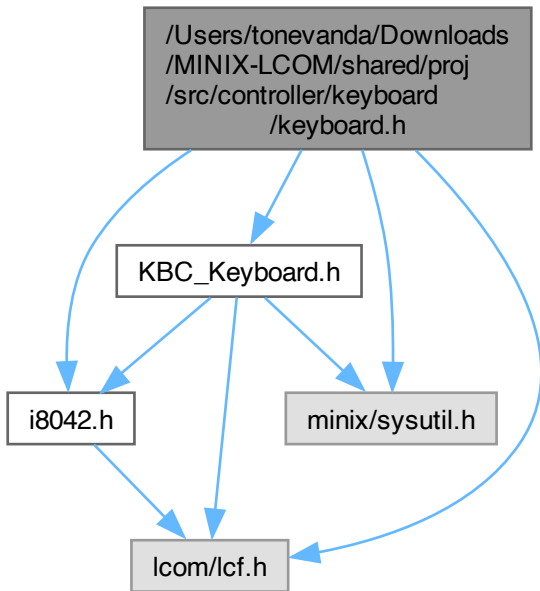 /Users/tonevanda/Downloads
/MINIX-LCOM/shared/proj
/src/controller/keyboard
/keyboard.h
KBC_Keyboard.h
i8042.h
minix/sysutil.h
lcom/lcf.h